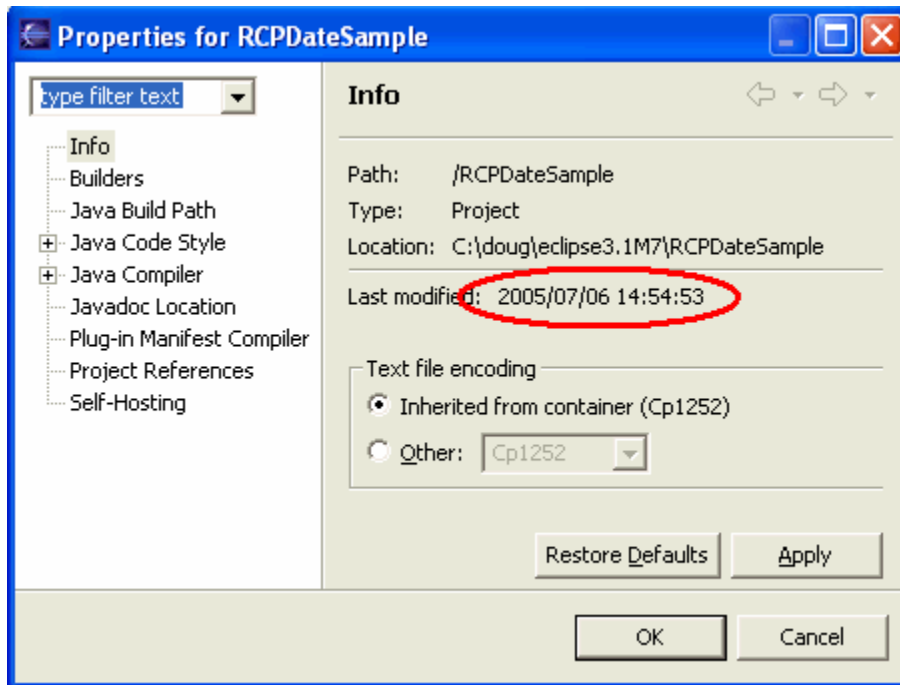 Properties for RCPDateSample
type filter text
Info
Builders
Java Build Path
Java Code Style
Java Compiler
Javadoc Location
Plug-in Manifest Compiler
Project References
Self-Hosting
Info
Path: /RCPDateSample
Type: Project
Location: C:\doug\eclipse3.1M7\RCPDateSample
Last modified: 2005/07/06 14:54:53
Text file encoding
Inherited from container (Cp1252)
Other: Cp1252
Restore Defaults Apply
OK Cancel